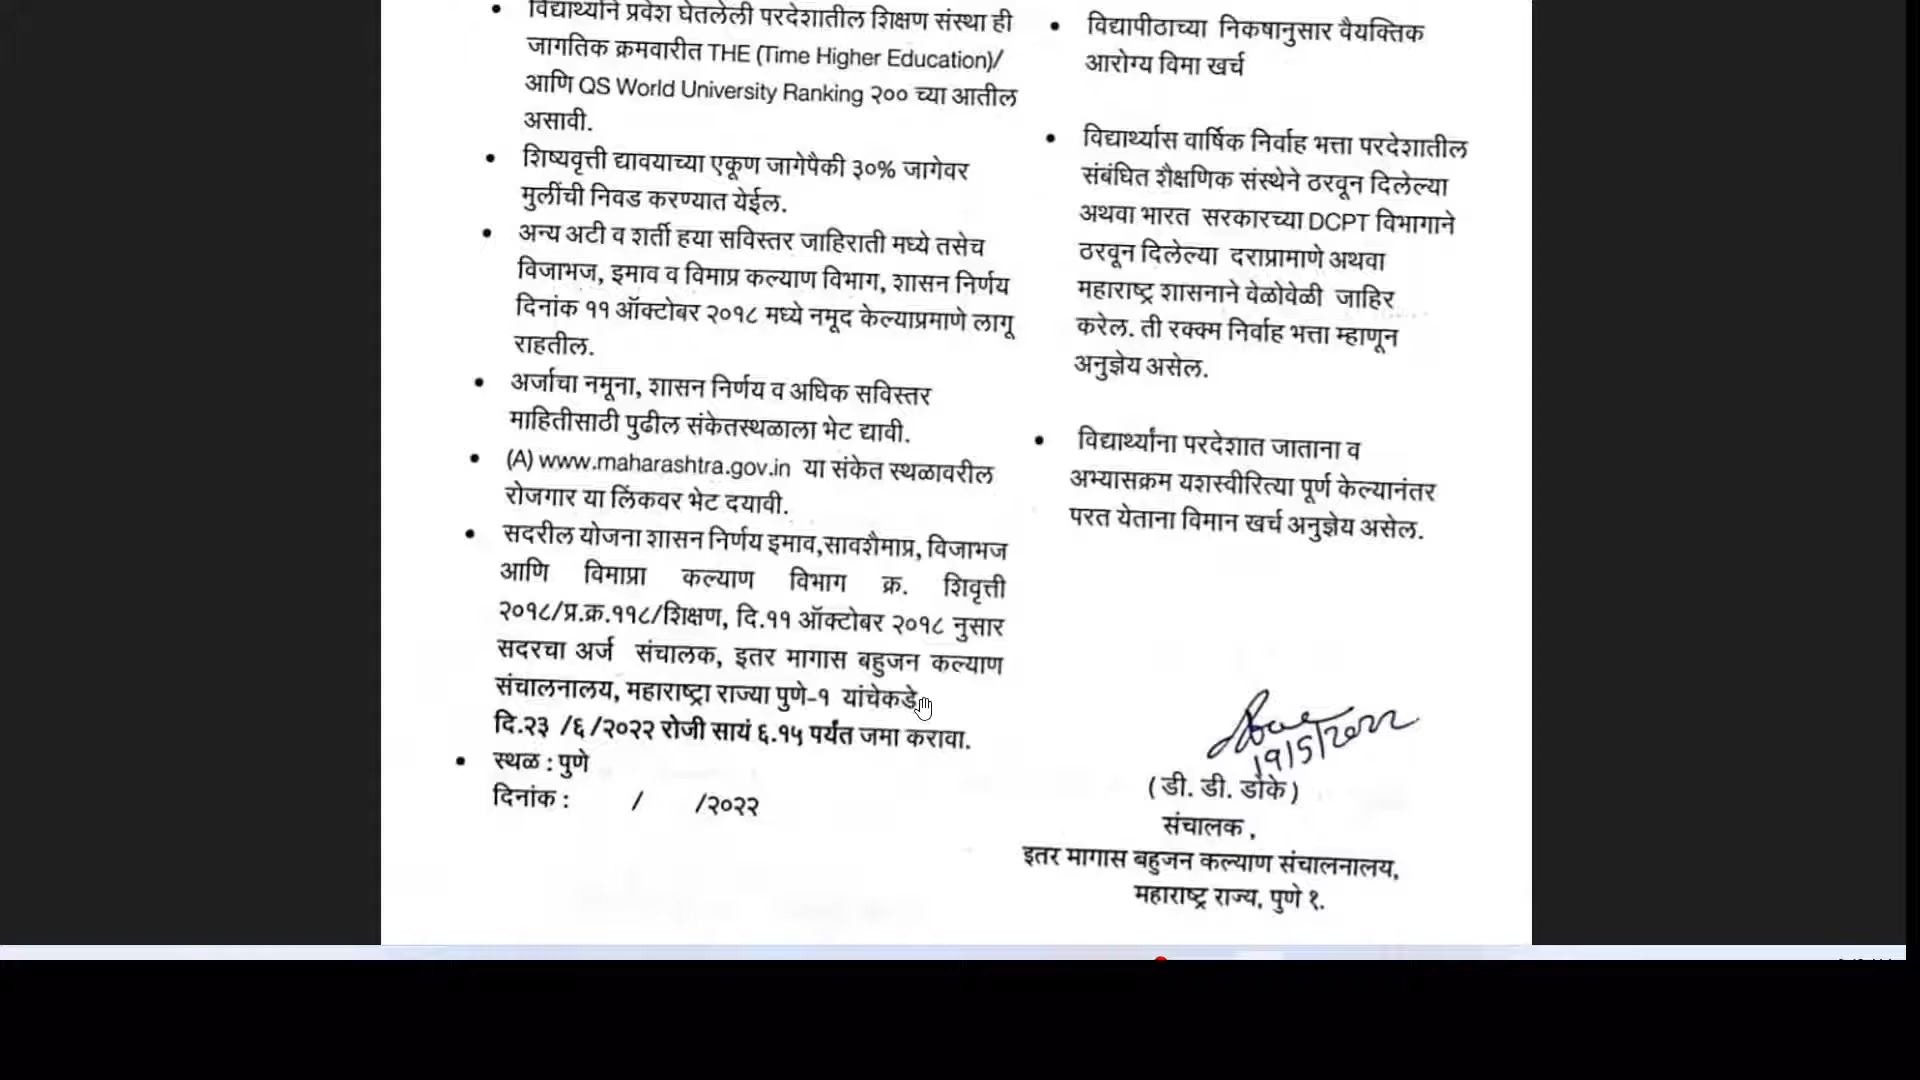 विद्यार्थ्याने प्रवेश घेतलेली परदेशातील शिक्षण संस्था ही
जागतिक क्रमवारीत THE (Time Higher Education)/
आणि QS World University Ranking २०० च्या आतील
असावी.
शिष्यवृत्ती द्यावयाच्या एकूण जागेपैकी ३०% जागेवर
मुलींची निवड करण्यात येईल.
अन्य अटी व शर्ती हया सविस्तर जाहिराती मध्ये तसेच
विजाभज, इमाव व विमाप्र कल्याण विभाग, शासन निर्णय
दिनांक ११ ऑक्टोबर २०१८ मध्ये नमूद केल्याप्रमाणे लागू
राहतील.
अर्जाचा नमूना, शासन निर्णय व अधिक सविस्तर
माहितीसाठी पुढील संकेतस्थळाला भेट द्यावी.
(A) www.maharashtra.gov.in या संकेत स्थळावरील
रोजगार या लिंकवर भेट दयावी.
सदरील योजना शासन निर्णय इमाव,सावशैमाप्र, विजाभज
आणि विमाप्रा कल्याण विभाग क्र. शिवृत्ती
२०१८/प्र.क्र.११८/शिक्षण, दि.११ ऑक्टोबर २०१८ नुसार
सदरचा अर्ज संचालक, इतर मागास बहुजन कल्याण
संचालनालय, महाराष्ट्रा राज्या पुणे-१ यांचेकडे
दि.२३ /६/२०२२ रोजी सायं ६.१५ पर्यंत जमा करावा.
स्थळ : पुणे
दिनांक : / /२०२२
विद्यापीठाच्या निकषानुसार वैयक्तिक
आरोग्य विमा खर्च
विद्यार्थ्यास वार्षिक निर्वाह भत्ता परदेशातील
संबंधित शैक्षणिक संस्थेने ठरवून दिलेल्या
अथवा भारत सरकारच्या DCPT विभागाने
ठरवून दिलेल्या दराप्रामाणे अथवा
महाराष्ट्र शासनाने वेळोवेळी जाहिर
करेल. ती रक्क्म निर्वाह भत्ता म्हाणून
अनुज्ञेय असेल.
विद्यार्थ्यांना परदेशात जाताना व
अभ्यासक्रम यशस्वीरित्या पूर्ण केल्यानंतर
परत येताना विमान खर्च अनुज्ञेय असेल.
19/5/2022
(डी. डी. डोके)
संचालक ,
इतर मागास बहुजन कल्याण संचालनालय,
महाराष्ट्र राज्य, पुणे १.